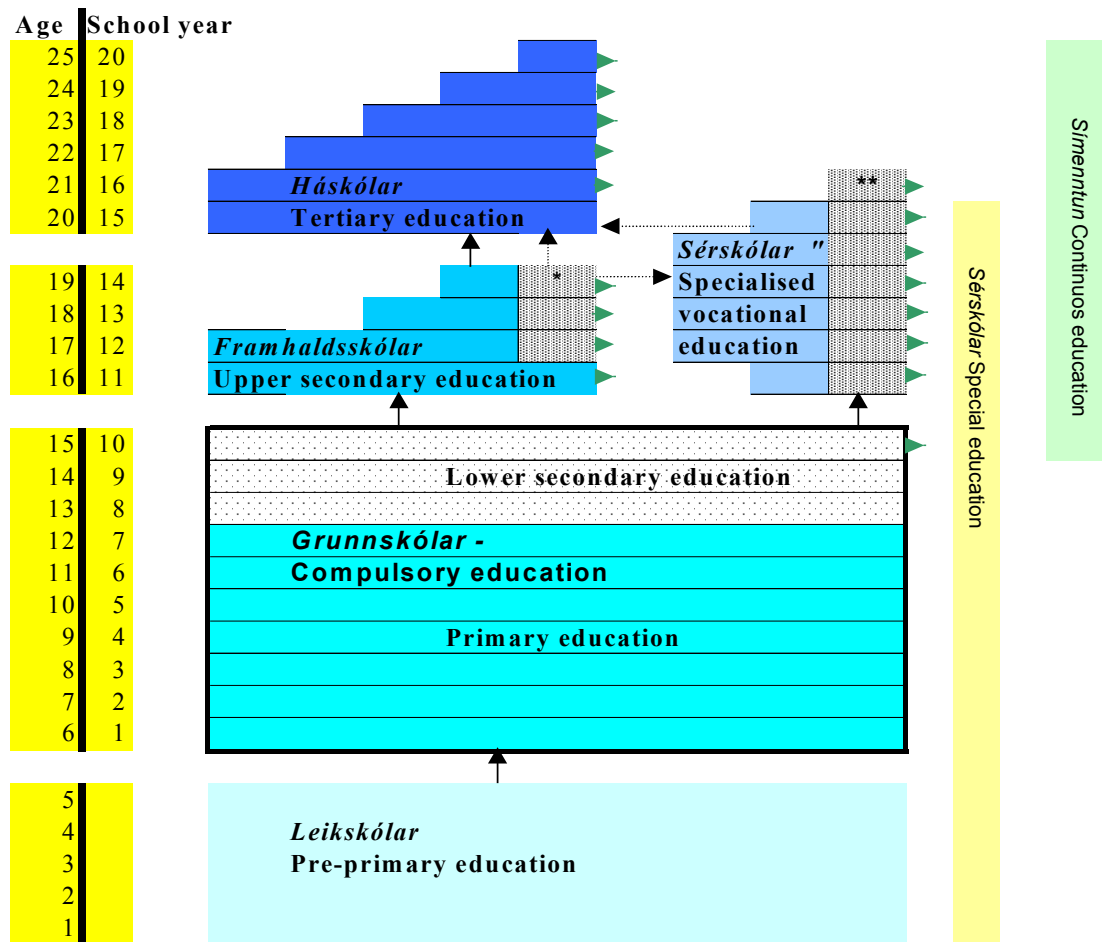 Age School year
25 20
24 19
23 18
22 17
21 16 Háskólar **
20 15 Tertiary education
Sérskólar "
19 14 * Specialised
18 13 vocational
17 12 Framhaldsskólar education
16 11 Upper secondary education
15 10
14 9 Lower secondary education
13 8
12 7 Grunnskólar -
11 6 Compulsory education
10 5
9 4 Primary education
8 3
7 2
6 1
5
4 Leikskólar
3 Pre-primary education
2
1
Sérskólar Special education
Símenntun Continuos education